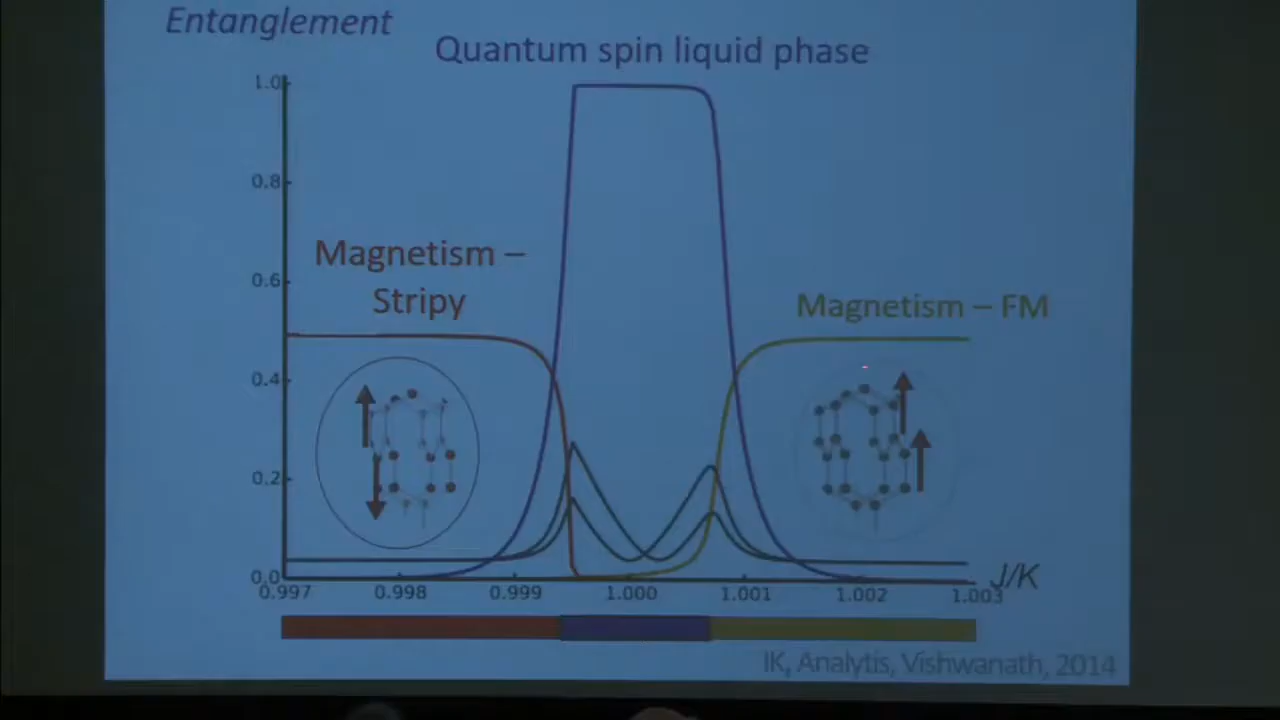 Entanglement
Quantum spin liquid phase
1.0
0.8
Magnetism –
Stripy
0.6
Magnetism – FM
0.4
0.2
0.0
0.997 0.998 0.999 1.000 1.001 1.002 1.003
J/K
IK, Analytis, Vishwanath, 2014